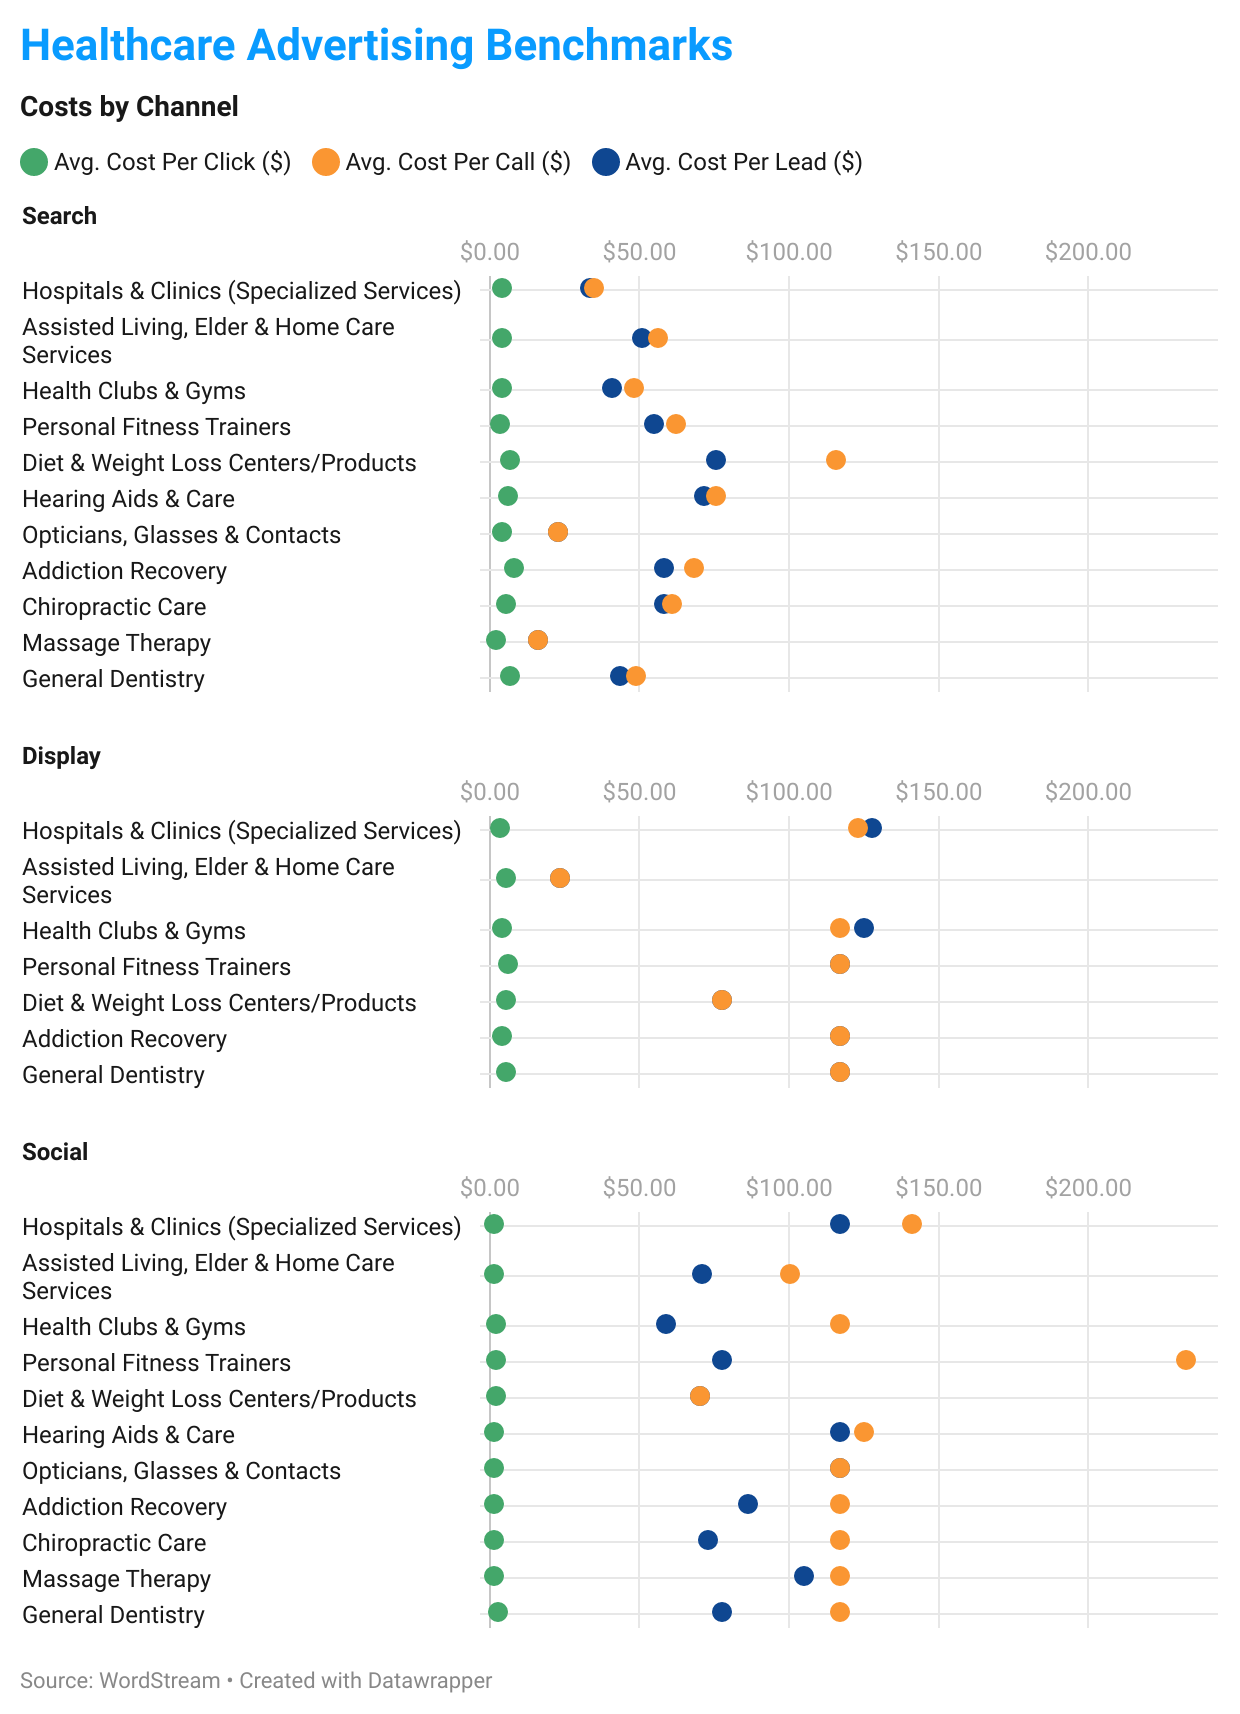 Healthcare Advertising Benchmarks
Costs by Channel
Avg. Cost Per Click ($) Avg. Cost Per Call ($) Avg. Cost Per Lead ($)
Search
$0.00 $50.00 $100.00 $150.00 $200.00
Hospitals & Clinics (Specialized Services)
Assisted Living, Elder & Home Care
Services
Health Clubs & Gyms
Personal Fitness Trainers
Diet & Weight Loss Centers/Products
Hearing Aids & Care
Opticians, Glasses & Contacts
Addiction Recovery
Chiropractic Care
Massage Therapy
General Dentistry
Display
$0.00 $50.00 $100.00 $150.00 $200.00
Hospitals & Clinics (Specialized Services)
Assisted Living, Elder & Home Care
Services
Health Clubs & Gyms
Personal Fitness Trainers
Diet & Weight Loss Centers/Products
Addiction Recovery
General Dentistry
Social
$0.00 $50.00 $100.00 $150.00 $200.00
Hospitals & Clinics (Specialized Services)
Assisted Living, Elder & Home Care
Services
Health Clubs & Gyms
Personal Fitness Trainers
Diet & Weight Loss Centers/Products
Hearing Aids & Care
Opticians, Glasses & Contacts
Addiction Recovery
Chiropractic Care
Massage Therapy
General Dentistry
Source: WordStream • Created with Datawrapper